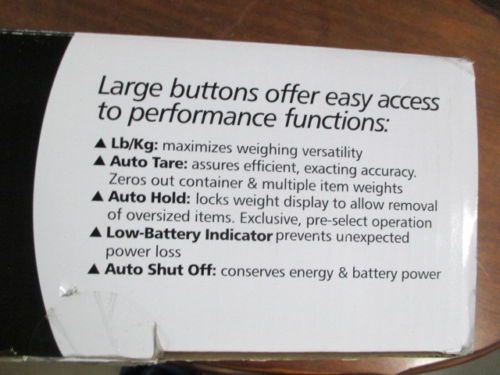 Large buttons offer easy access
to performance functions:
▲ Lb/Kg: maximizes weighing versatility
▲ Auto Tare: assures efficient, exacting accuracy.
Zeros out container & multiple item weights
▲ Auto Hold: locks weight display to allow removal
of oversized items. Exclusive, pre-select operation
▲ Low-Battery Indicator prevents unexpected
power loss
▲ Auto Shut Off: conserves energy & battery power